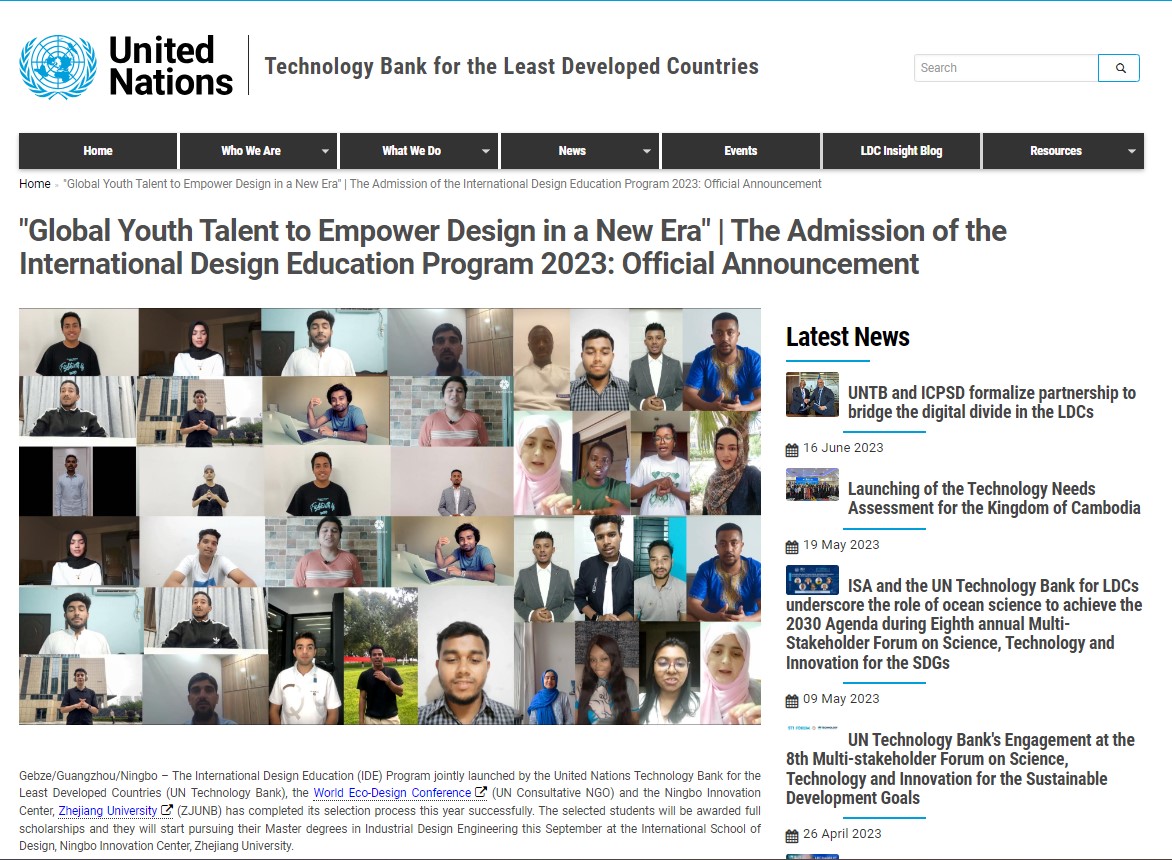 United
Nations
Technology Bank for the Least Developed Countries
Search
Home
Who We Are
What We Do
News
Events
LDC Insight Blog
Resources
Home » "Global Youth Talent to Empower Design in a New Era" | The Admission of the International Design Education Program 2023: Official Announcement
"Global Youth Talent to Empower Design in a New Era" | The Admission of the
International Design Education Program 2023: Official Announcement
Latest News
UNTB and ICPSD formalize partnership to
bridge the digital divide in the LDCs
16 June 2023
Launching of the Technology Needs
Assessment for the Kingdom of Cambodia
19 May 2023
ISA and the UN Technology Bank for LDCs
underscore the role of ocean science to achieve the
2030 Agenda during Eighth annual Multi-
Stakeholder Forum on Science, Technology and
Innovation for the SDGs
09 May 2023
UN Technology Bank's Engagement at the
8th Multi-stakeholder Forum on Science,
Technology and Innovation for the Sustainable
Development Goals
26 April 2023
Gebze/Guangzhou/Ningbo – The International Design Education (IDE) Program jointly launched by the United Nations Technology Bank for the
Least Developed Countries (UN Technology Bank), the World Eco-Design Conference (UN Consultative NGO) and the Ningbo Innovation
Center, Zhejiang University (ZJUNB) has completed its selection process this year successfully. The selected students will be awarded full
scholarships and they will start pursuing their Master degrees in Industrial Design Engineering this September at the International School of
Design, Ningbo Innovation Center, Zhejiang University.